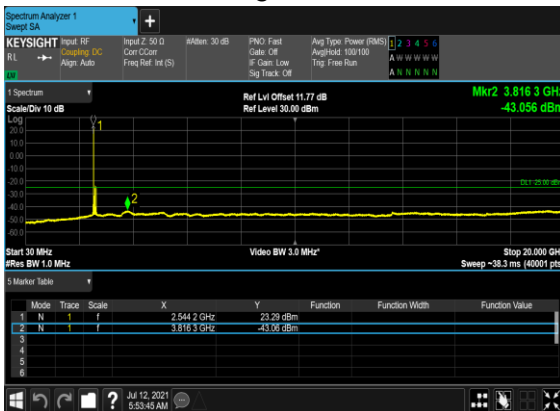 Spectrum Analyzer 1
Swept SA
+
KEYSIGHT Input: RF Input Z: 50 Ω #Atten: 30 dB PNO: Fast Avg Type: Power (RMS) 1 2 3 4 5 6
RL Coupling: DC Corr CCorr Gate: Off Avg|Hold: 100/100 A W W W W W
Align: Auto Freq Ref: Int (S) IF Gain: Low Trig: Free Run
LV Sig Track: Off A N N N N N
1 Spectrum Ref Lvl Offset 11.77 dB Mkr2 3.816 3 GHz
Scale/Div 10 dB Ref Level 30.00 dBm -43.056 dBm
Log
20.0 1
10.0
0.00
-10.0
-20.0 DL1 -25.00 dBm
-30.0
-40.0 2
-50.0
-60.0
Start 30 MHz Video BW 3.0 MHz* Stop 20.000 GHz
#Res BW 1.0 MHz Sweep ~38.3 ms (40001 pts)
5 Marker Table
Mode Trace Scale X Y Function Function Width Function Value
1 N 1 f 2.544 2 GHz 23.29 dBm
2 N 1 f 3.816 3 GHz -43.06 dBm
3
4
5
6
? Jul 12, 2021
5:53:45 AM